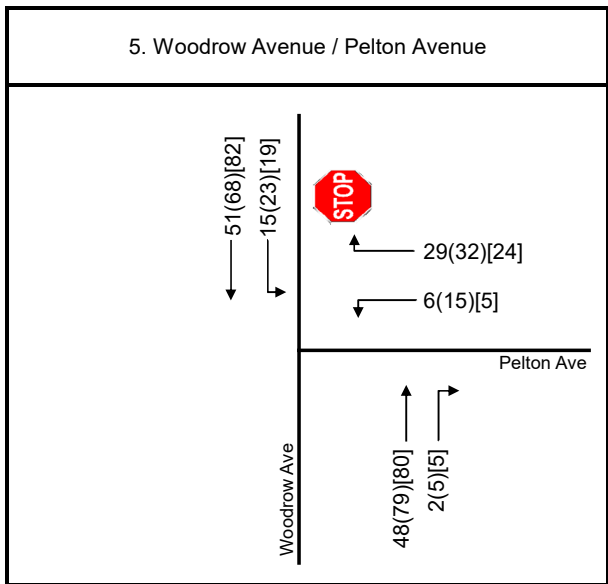 5. Woodrow Avenue / Pelton Avenue
51(68)[82]
15(23)[19]
STOP
29(32)[24]
6(15)[5]
Pelton Ave
Woodrow Ave
48(79)[80]
2(5)[5]